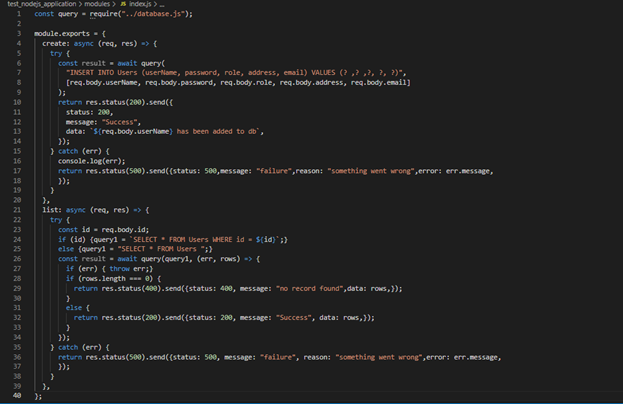 test_nodejs_application > modules > JS index.js > ...
1 const query = require("../database.js");
2
3 module.exports = {
4 create: async (req, res) => {
5 try {
6 const result = await query(
7 "INSERT INTO Users (userName, password, role, address, email) VALUES (? ,? ,?, ?, ?)",
8 [req.body.userName, req.body.password, req.body.role, req.body.address, req.body.email]
9 );
10 return res.status(200).send({
11 status: 200,
12 message: "Success",
13 data: `${req.body.userName} has been added to db`,
14 });
15 } catch (err) {
16 console.log(err);
17 return res.status(500).send({status: 500,message: "failure",reason: "something went wrong",error: err.message,
18 });
19 }
20 },
21 list: async (req, res) => {
22 try {
23 const id = req.body.id;
24 if (id) {query1 = `SELECT * FROM Users WHERE id = ${id}`;}
25 else {query1 = "SELECT * FROM Users ";}
26 const result = await query(query1, (err, rows) => {
27 if (err) { throw err;}
28 if (rows.length === 0) {
29 return res.status(400).send({status: 400, message: "no record found",data: rows,});
30 }
31 else {
32 return res.status(200).send({status: 200, message: "Success", data: rows,});
33 }
34 });
35 } catch (err) {
36 return res.status(500).send({status: 500, message: "failure", reason: "something went wrong",error: err.message,
37 });
38 }
39 },
40 };